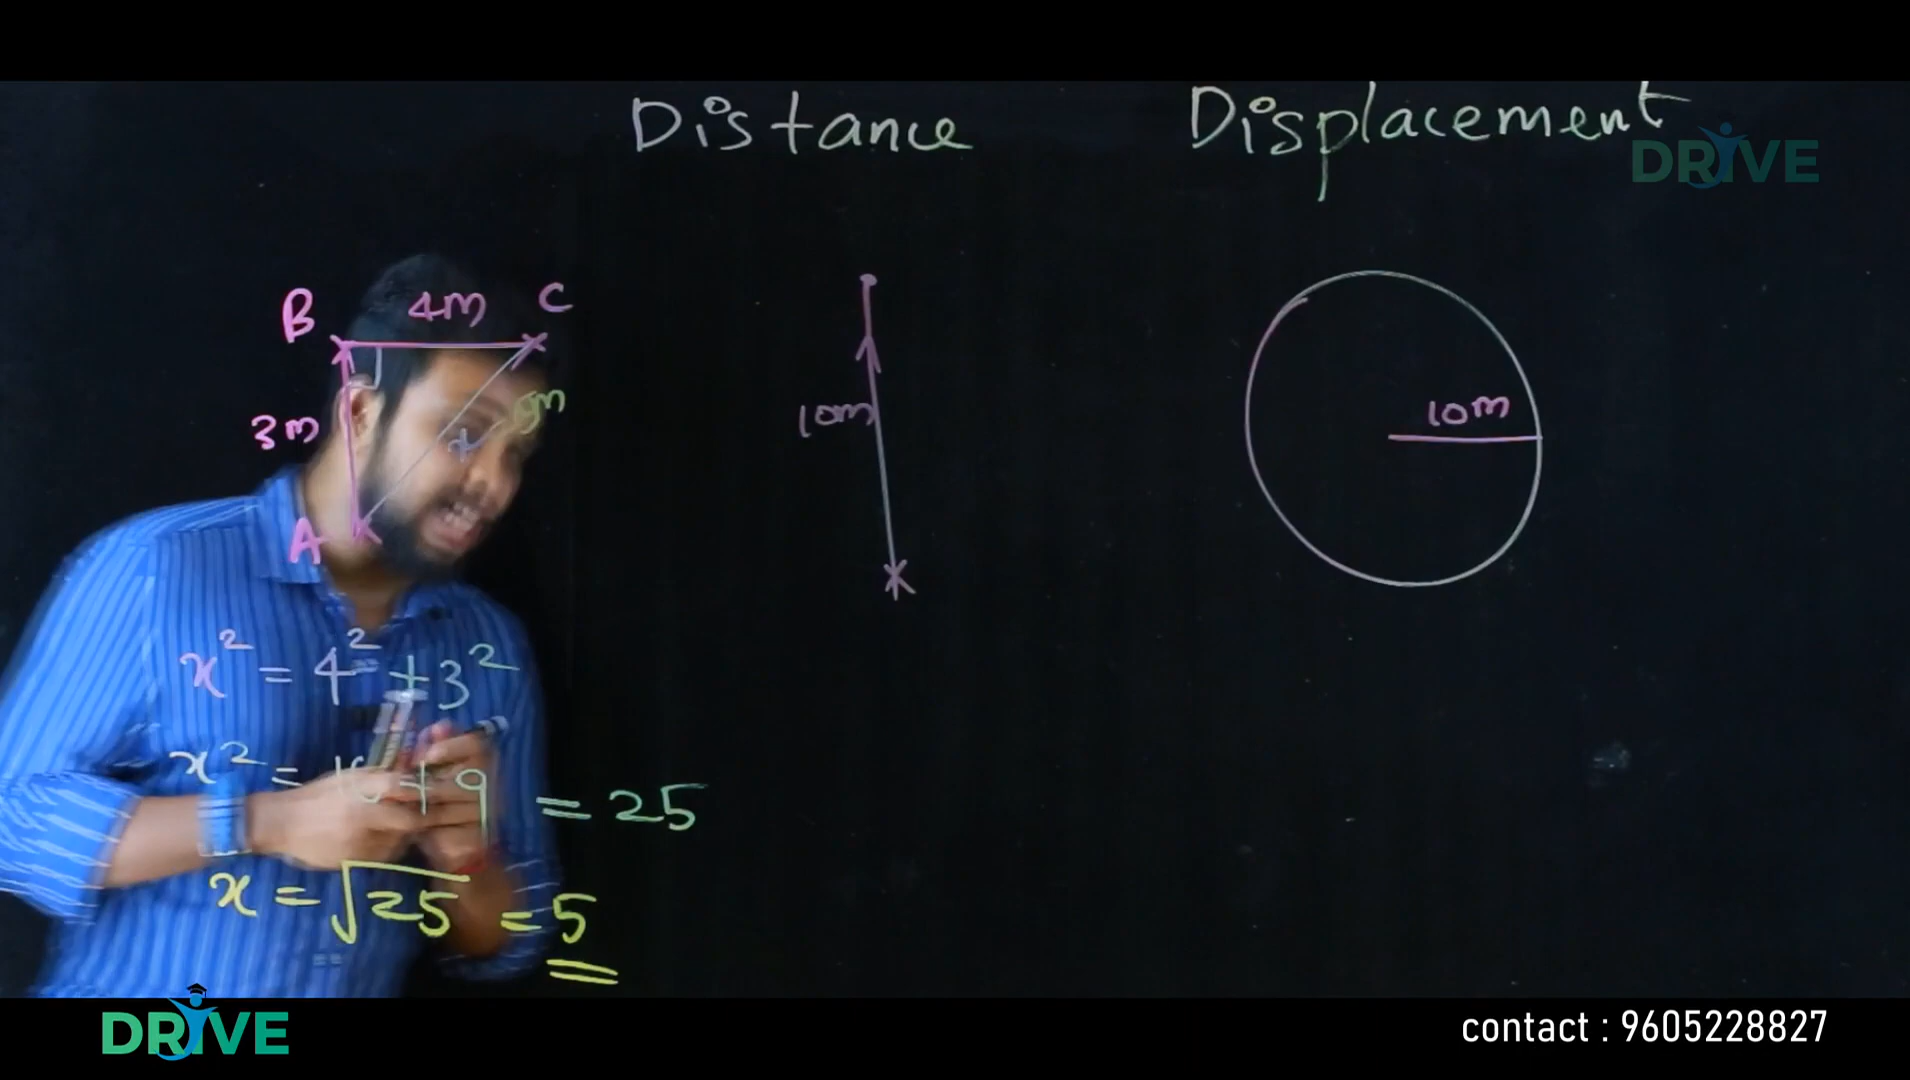 Distance
Displacement
DRIVE
B
4m
C
3m
5m
x
A
10m
10m
x² = 4² + 3²
x² = 16 + 9 = 25
x = √25 = 5
DRIVE
contact : 9605228827